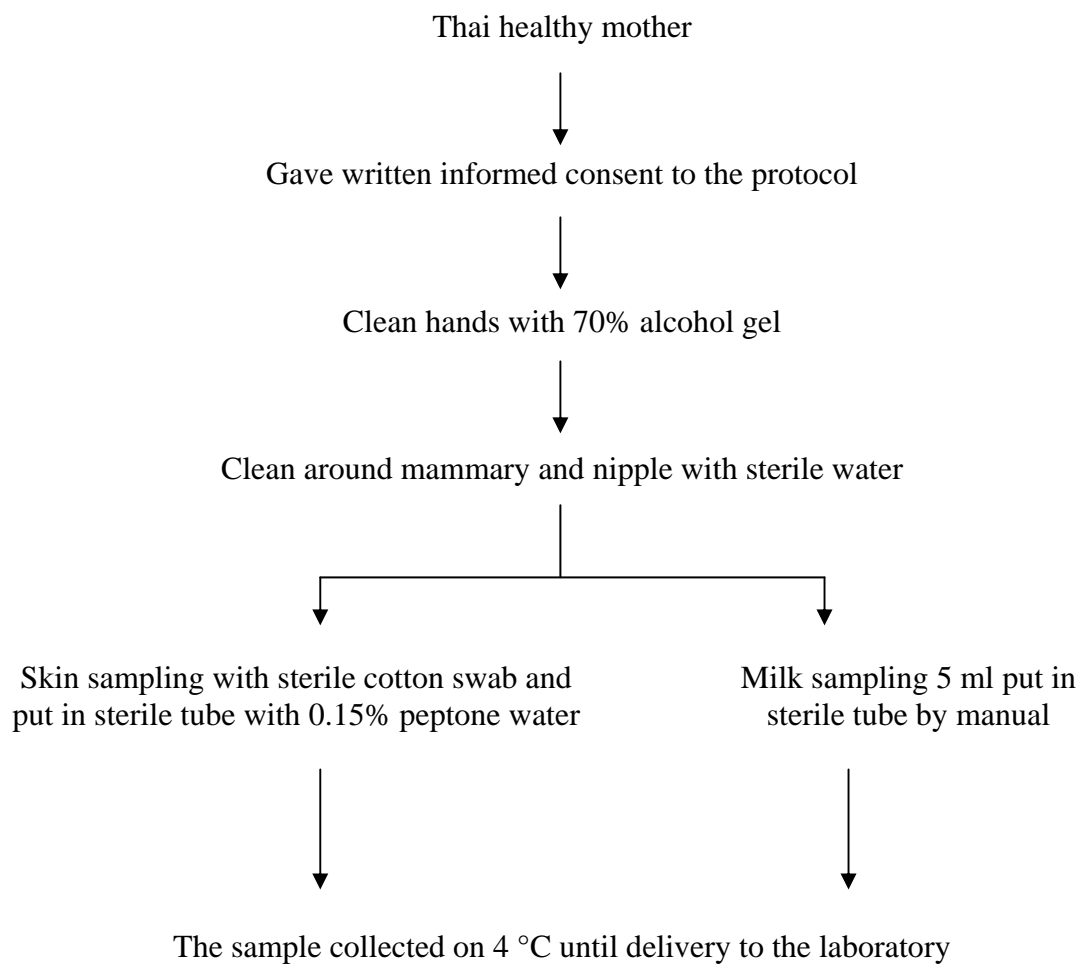 Thai healthy mother
Gave written informed consent to the protocol
Clean hands with 70% alcohol gel
Clean around mammary and nipple with sterile water
Skin sampling with sterile cotton swab and
put in sterile tube with 0.15% peptone water
Milk sampling 5 ml put in
sterile tube by manual
The sample collected on 4 °C until delivery to the laboratory